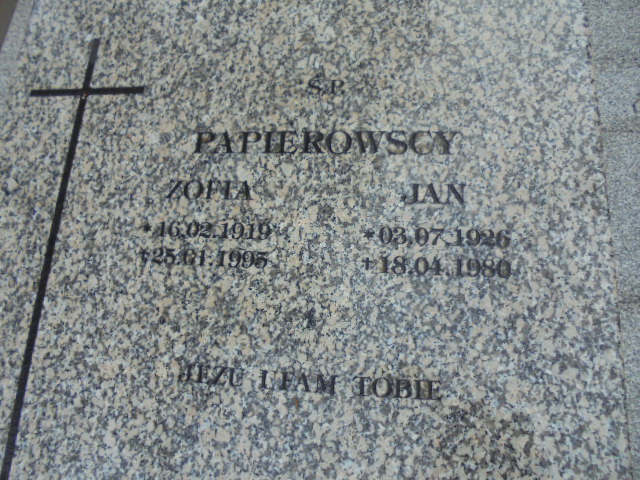 Ś.P.
PAPIEROWSCY
ZOFIA JAN
*16.02.1919 *03.07.1926
+25.01.1995 +18.04.1980
JEZU UFAM TOBIE